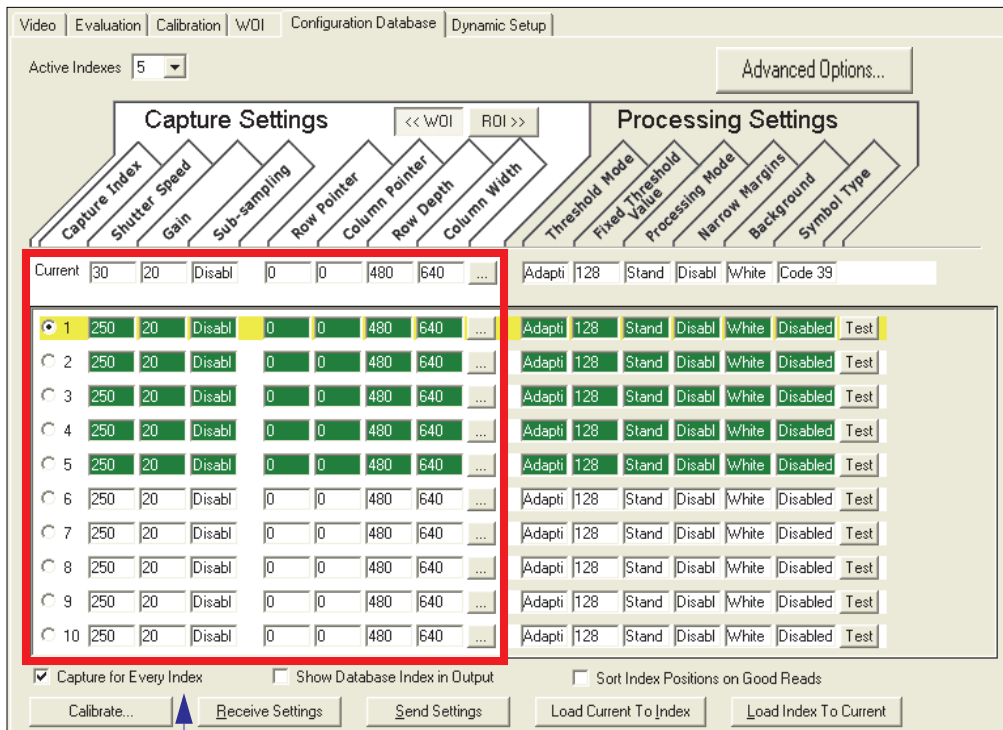 Video Evaluation Calibration WOI Configuration Database Dynamic Setup
Active Indexes 5 Advanced Options...
Capture Settings << WOI ROI >> Processing Settings
Capture Index Shutter Speed Gain Sub-sampling Row Pointer Column Pointer Row Depth Column Width Threshold Mode Fixed Threshold Value Processing Mode Narrow Margins Background Symbol Type
Current 30 20 Disabl 0 0 480 640 ... Adapti 128 Stand Disabl White Code 39
1 250 20 Disabl 0 0 480 640 ... Adapti 128 Stand Disabl White Disabled Test
2 250 20 Disabl 0 0 480 640 ... Adapti 128 Stand Disabl White Disabled Test
3 250 20 Disabl 0 0 480 640 ... Adapti 128 Stand Disabl White Disabled Test
4 250 20 Disabl 0 0 480 640 ... Adapti 128 Stand Disabl White Disabled Test
5 250 20 Disabl 0 0 480 640 ... Adapti 128 Stand Disabl White Disabled Test
6 250 20 Disabl 0 0 480 640 ... Adapti 128 Stand Disabl White Disabled Test
7 250 20 Disabl 0 0 480 640 ... Adapti 128 Stand Disabl White Disabled Test
8 250 20 Disabl 0 0 480 640 ... Adapti 128 Stand Disabl White Disabled Test
9 250 20 Disabl 0 0 480 640 ... Adapti 128 Stand Disabl White Disabled Test
10 250 20 Disabl 0 0 480 640 ... Adapti 128 Stand Disabl White Disabled Test
Capture for Every Index Show Database Index in Output Sort Index Positions on Good Reads
Calibrate... Receive Settings Send Settings Load Current To Index Load Index To Current